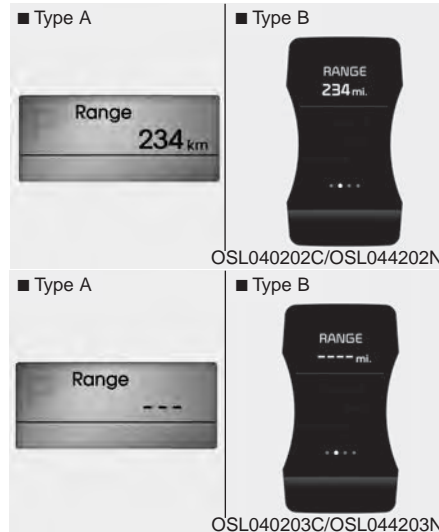 ■ Type A
■ Type B
Range
234 km
RANGE
234 mi.
OSL040202C/OSL044202N
■ Type A
■ Type B
Range
---
RANGE
---- mi.
OSL040203C/OSL044203N